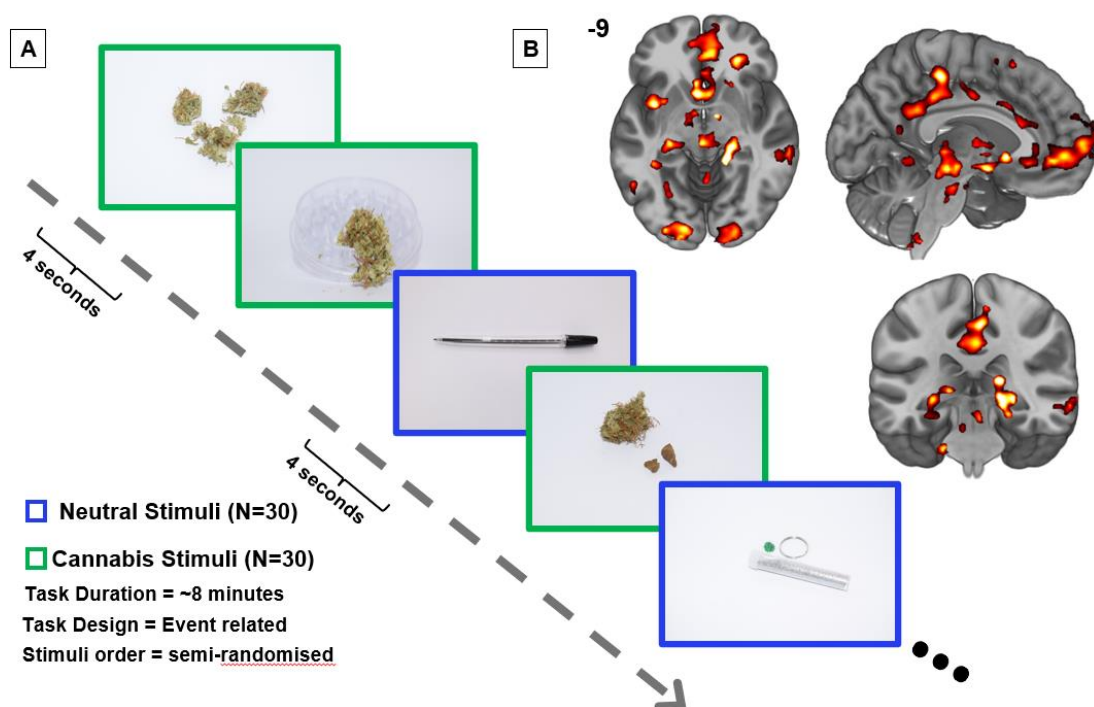 A
B
-9
4 seconds
4 seconds
Neutral Stimuli (N=30)
Cannabis Stimuli (N=30)
Task Duration = ~8 minutes
Task Design = Event related
Stimuli order = semi-randomised